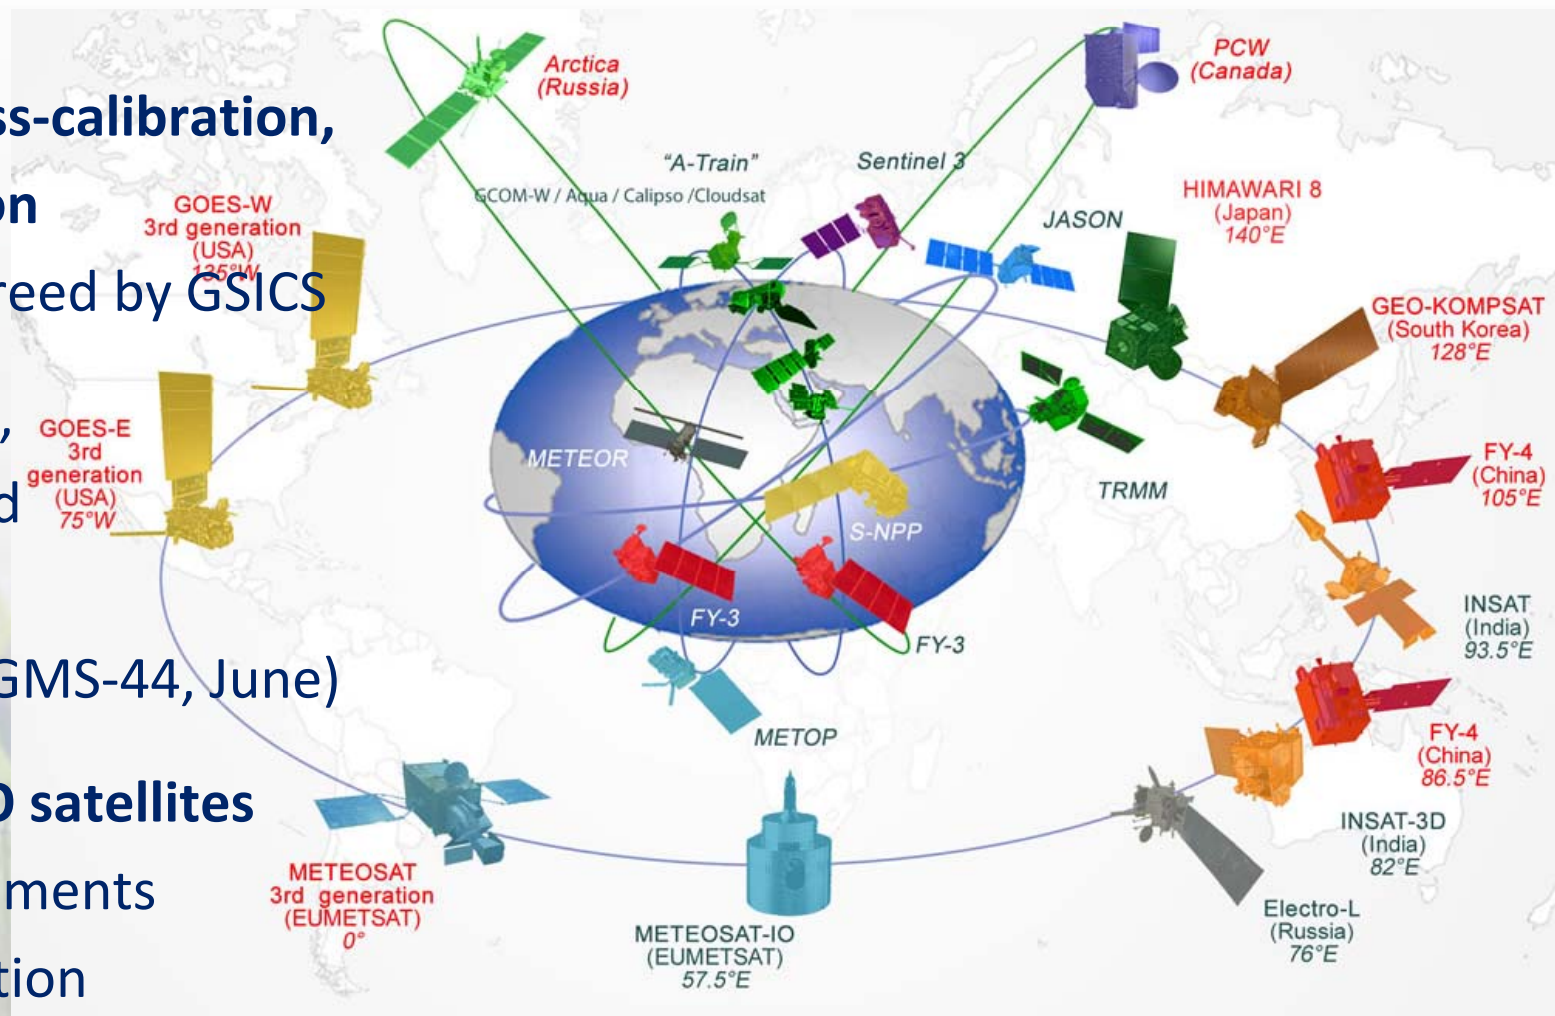 ss-calibration,
on
reed by GSICS
,
d
GMS-44, June)
O satellites
ments
tion
Arctica
(Russia)
PCW
(Canada)
"A-Train"
GCOM-W / Aqua / Calipso /Cloudsat
Sentinel 3
JASON
HIMAWARI 8
(Japan)
140°E
GOES-W
3rd generation
(USA)
135°W
GEO-KOMPSAT
(South Korea)
128°E
GOES-E
3rd
generation
(USA)
75°W
FY-4
(China)
105°E
METEOR
TRMM
S-NPP
FY-3
FY-3
INSAT
(India)
93.5°E
METOP
FY-4
(China)
86.5°E
INSAT-3D
(India)
82°E
METEOSAT
3rd generation
(EUMETSAT)
0°
METEOSAT-IO
(EUMETSAT)
57.5°E
Electro-L
(Russia)
76°E